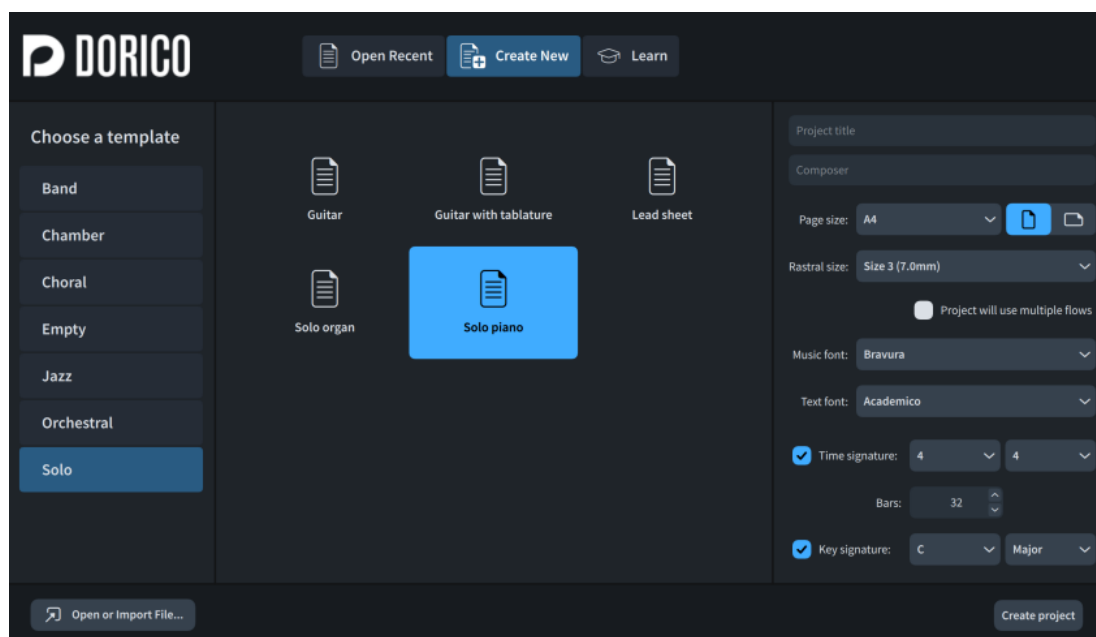 DORICO
Open Recent
Create New
Learn
Choose a template
Band
Chamber
Choral
Empty
Jazz
Orchestral
Solo
Guitar
Guitar with tablature
Lead sheet
Solo organ
Solo piano
Project title
Composer
Page size: A4
Rastral size: Size 3 (7.0mm)
Project will use multiple flows
Music font: Bravura
Text font: Academico
Time signature: 4 4
Bars: 32
Key signature: C Major
Open or Import File...
Create project